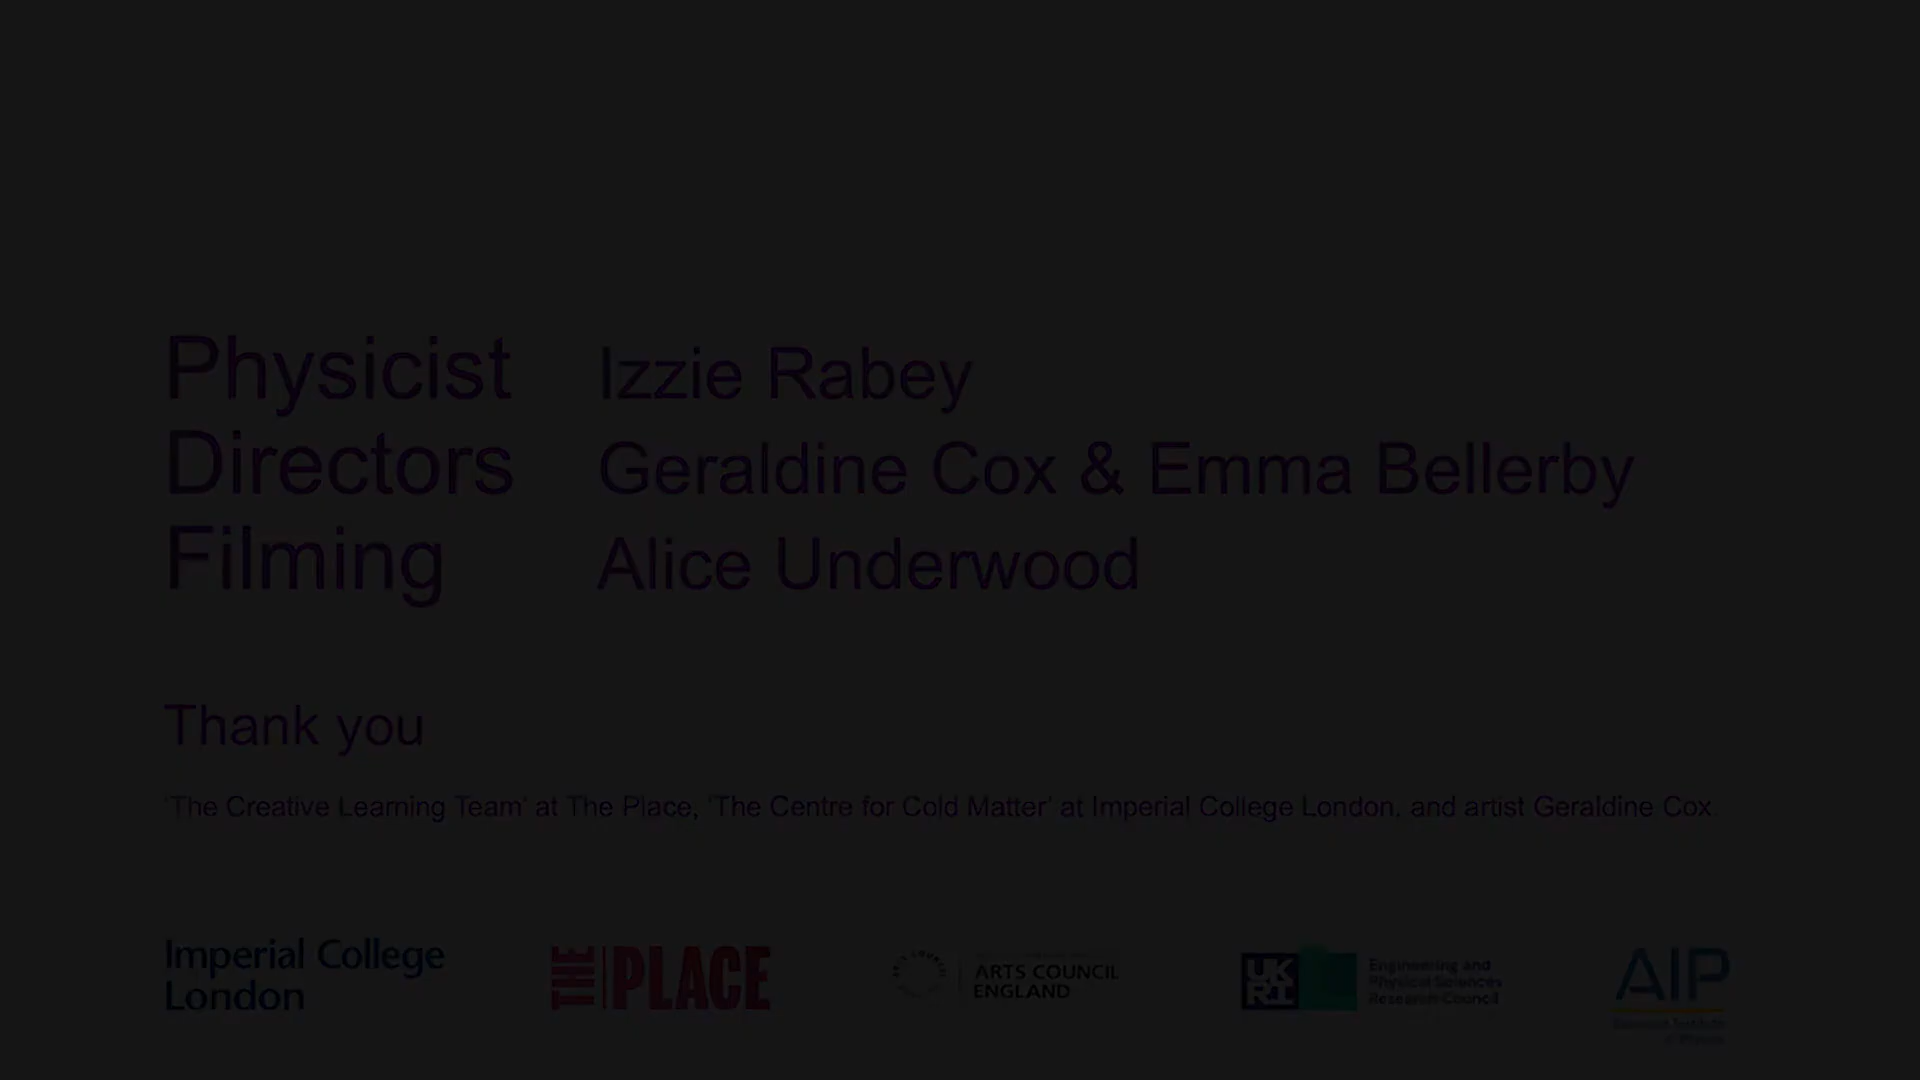 Physicist Izzie Rabey
Directors Geraldine Cox & Emma Bellerby
Filming Alice Underwood
Thank you
'The Creative Learning Team' at The Place, 'The Centre for Cold Matter' at Imperial College London, and artist Geraldine Cox.
Imperial College
London
THE PLACE
ARTS COUNCIL
ENGLAND
UK
RI
Engineering and
Physical Sciences
Research Council
AIP